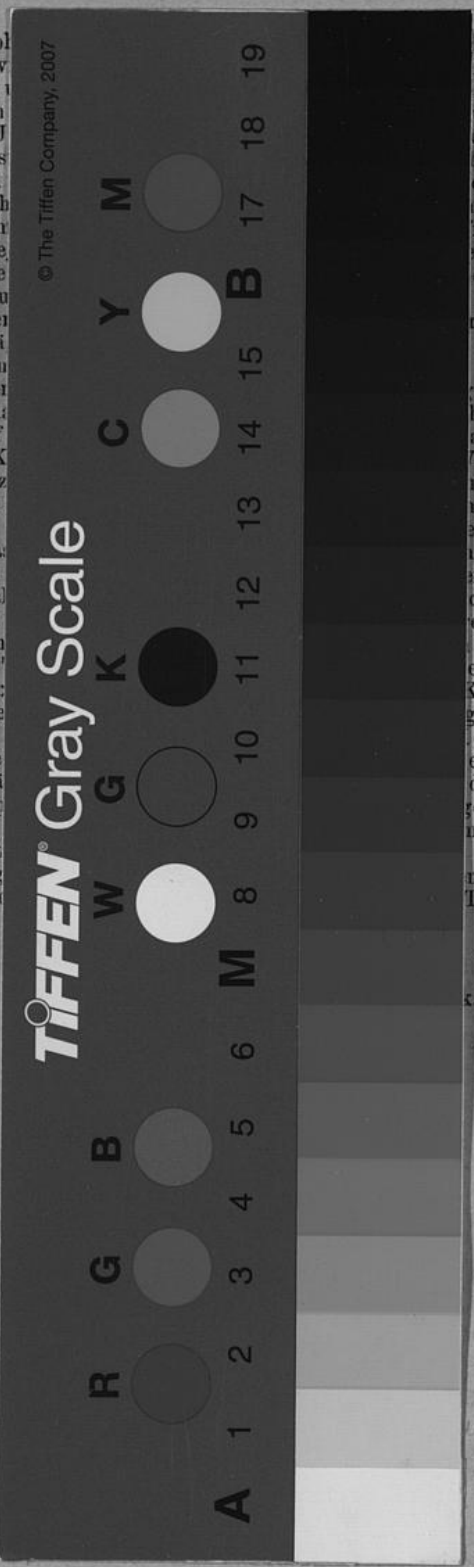 © The Tiffen Company, 2007
TIFFEN® Gray Scale
R G B W G K C Y M
A 1 2 3 4 5 6 M 8 9 10 11 12 13 14 15 B 17 18 19